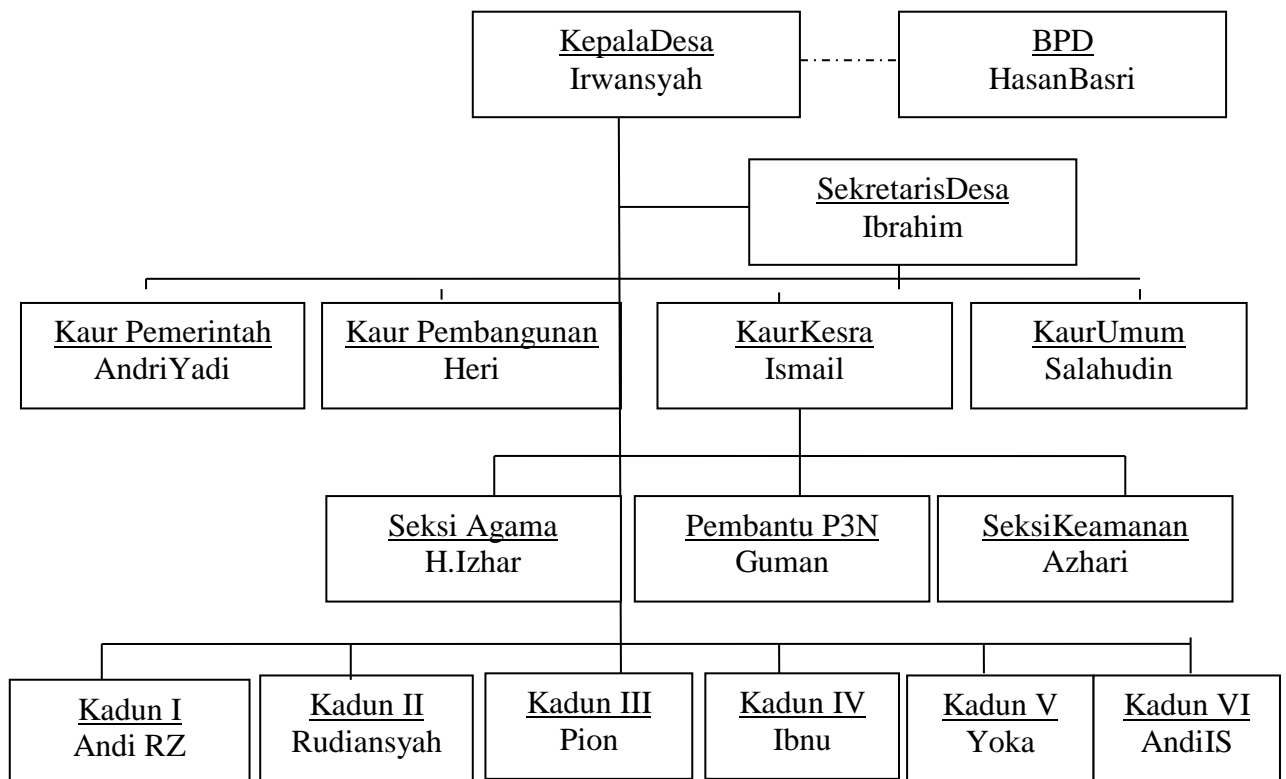 KepalaDesa
Irwansyah
BPD
HasanBasri
SekretarisDesa
Ibrahim
Kaur Pemerintah
AndriYadi
Kaur Pembangunan
Heri
KaurKesra
Ismail
KaurUmum
Salahudin
Seksi Agama
H.Izhar
Pembantu P3N
Guman
SeksiKeamanan
Azhari
Kadun I
Andi RZ
Kadun II
Rudiansyah
Kadun III
Pion
Kadun IV
Ibnu
Kadun V
Yoka
Kadun VI
AndiIS